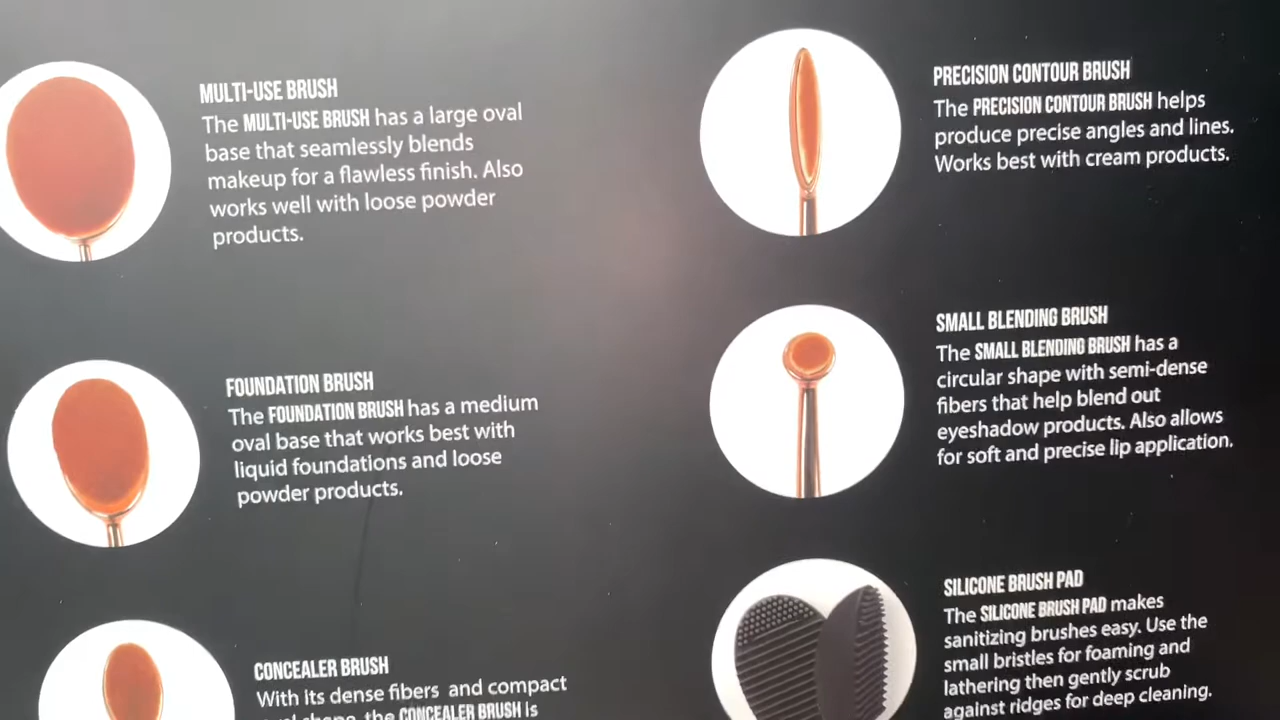 MULTI-USE BRUSH
The MULTI-USE BRUSH has a large oval
base that seamlessly blends
makeup for a flawless finish. Also
works well with loose powder
products.
FOUNDATION BRUSH
The FOUNDATION BRUSH has a medium
oval base that works best with
liquid foundations and loose
powder products.
CONCEALER BRUSH
With its dense fibers and compact
shape, the CONCEALER BRUSH is
PRECISION CONTOUR BRUSH
The PRECISION CONTOUR BRUSH helps
produce precise angles and lines.
Works best with cream products.
SMALL BLENDING BRUSH
The SMALL BLENDING BRUSH has a
circular shape with semi-dense
fibers that help blend out
eyeshadow products. Also allows
for soft and precise lip application.
SILICONE BRUSH PAD
The SILICONE BRUSH PAD makes
sanitizing brushes easy. Use the
small bristles for foaming and
lathering then gently scrub
against ridges for deep cleaning.